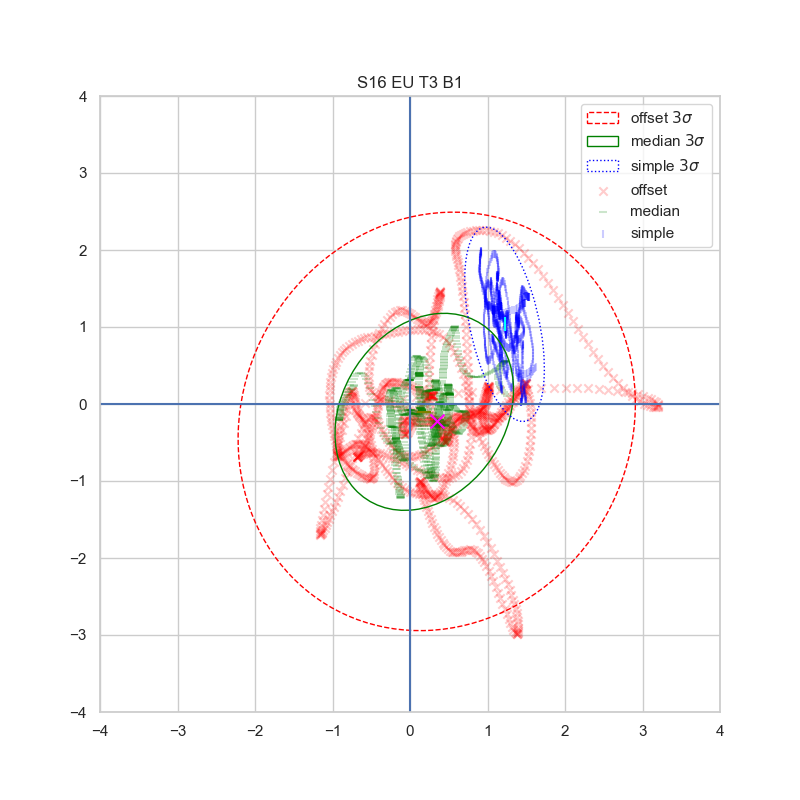 S16 EU T3 B1
offset 3σ
median 3σ
simple 3σ
offset
median
simple
4
3
2
1
0
−1
−2
−3
−4
−4 −3 −2 −1 0 1 2 3 4